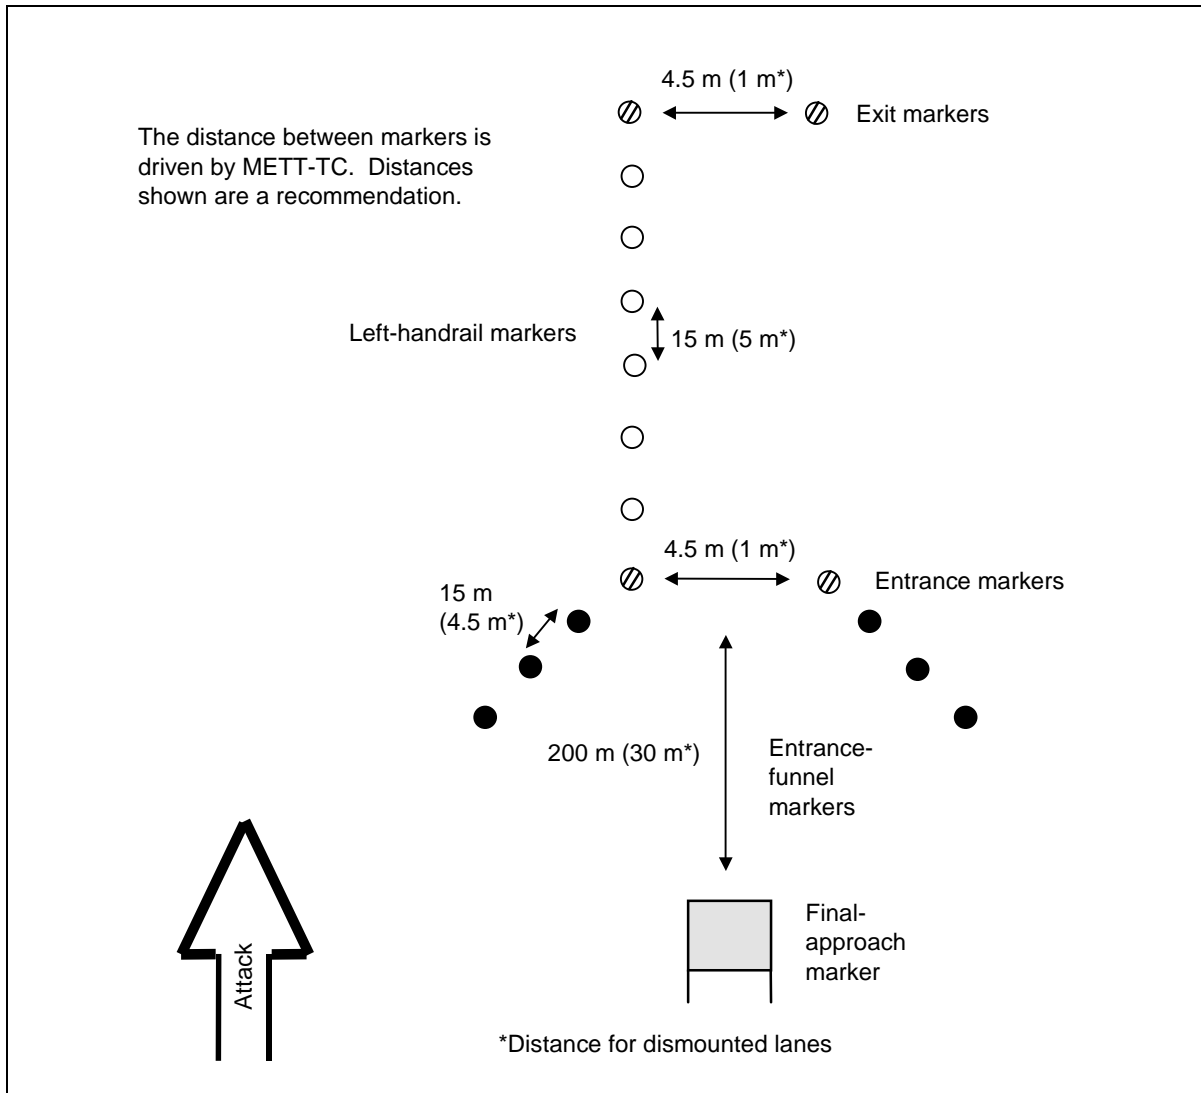 4.5 m (1 m*)
Exit markers
The distance between markers is
driven by METT-TC.  Distances
shown are a recommendation.
Left-handrail markers
15 m (5 m*)
4.5 m (1 m*)
Entrance markers
15 m
(4.5 m*)
200 m (30 m*)
Entrance-
funnel
markers
Final-
approach
marker
Attack
*Distance for dismounted lanes